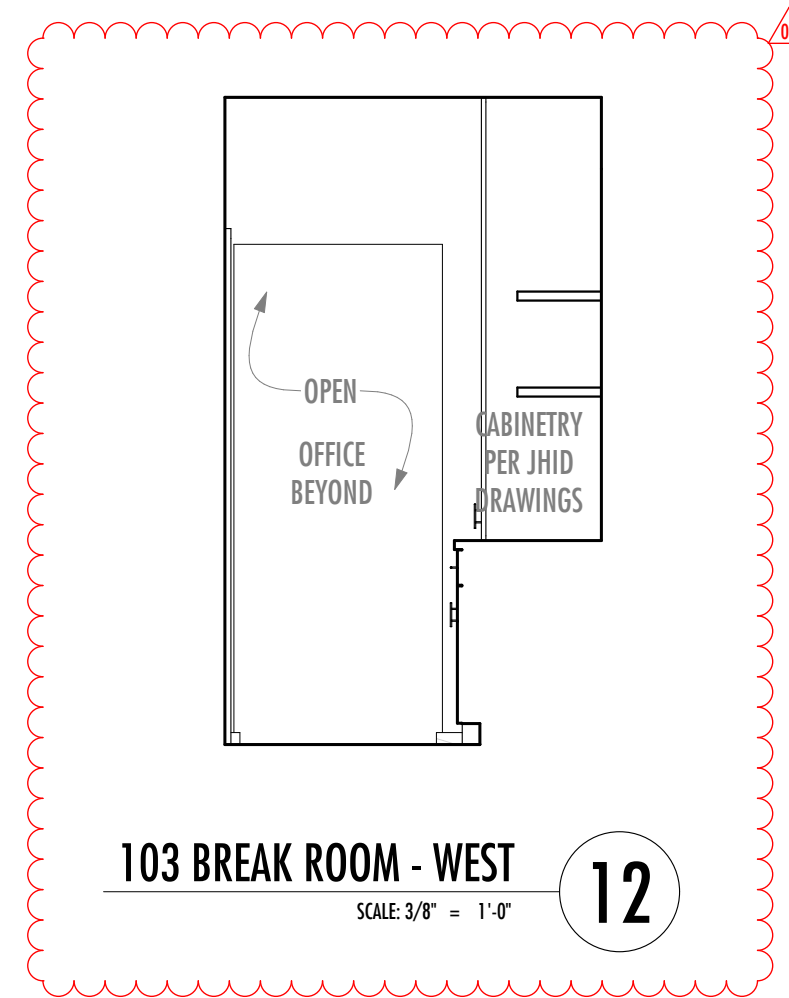 0
OPEN
OFFICE
BEYOND
CABINETRY
PER JHID
DRAWINGS
103 BREAK ROOM - WEST
SCALE: 3/8" = 1'-0"
12